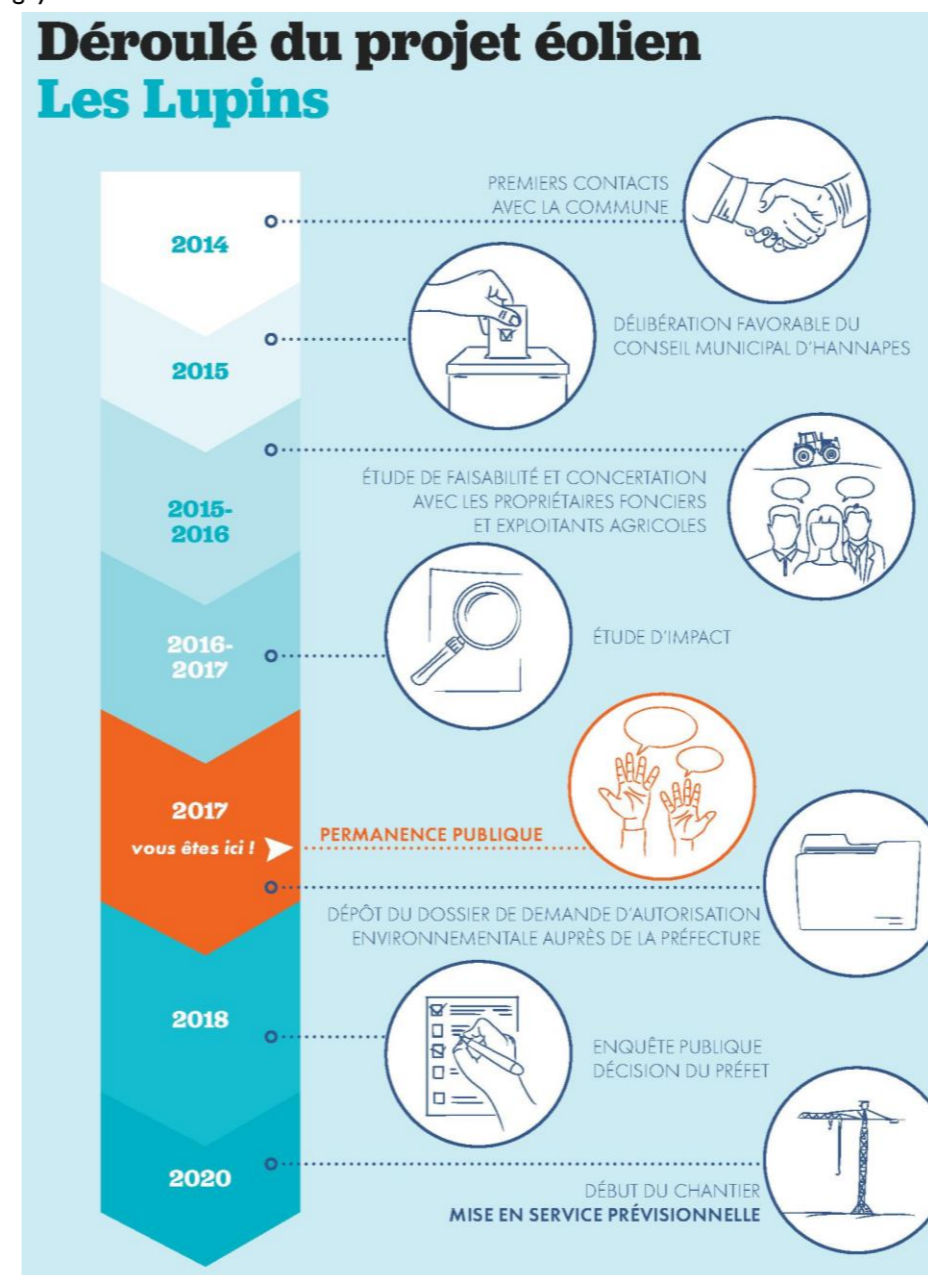 Déroulé du projet éolien
Les Lupins
2014
PREMIERS CONTACTS
AVEC LA COMMUNE
2015
DÉLIBÉRATION FAVORABLE DU
CONSEIL MUNICIPAL D'HANNAPES
2015-
2016
ÉTUDE DE FAISABILITÉ ET CONCERTATION
AVEC LES PROPRIÉTAIRES FONCIERS
ET EXPLOITANTS AGRICOLES
2016-
2017
ÉTUDE D'IMPACT
2017
vous êtes ici !
PERMANENCE PUBLIQUE
DÉPÔT DU DOSSIER DE DEMANDE D'AUTORISATION
ENVIRONNEMENTALE AUPRÈS DE LA PRÉFECTURE
2018
ENQUÊTE PUBLIQUE
DÉCISION DU PRÉFET
2020
DÉBUT DU CHANTIER
MISE EN SERVICE PRÉVISIONNELLE